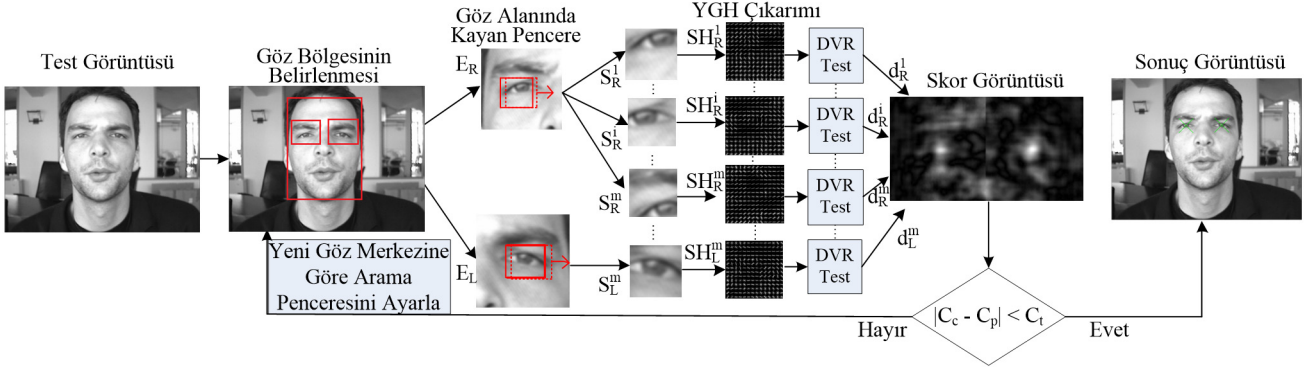 Test Görüntüsü
Göz Bölgesinin
Belirlenmesi
Göz Alanında
Kayan Pencere
YGH Çıkarımı
E_R
E_L
S_R^1
S_R^i
S_R^m
S_L^m
SH_R^1
SH_R^i
SH_R^m
SH_L^m
DVR
Test
DVR
Test
DVR
Test
DVR
Test
d_R^1
d_R^i
d_R^m
d_L^m
Skor Görüntüsü
Sonuç Görüntüsü
Yeni Göz Merkezine
Göre Arama
Penceresini Ayarla
Hayır
|C_c - C_p| < C_t
Evet